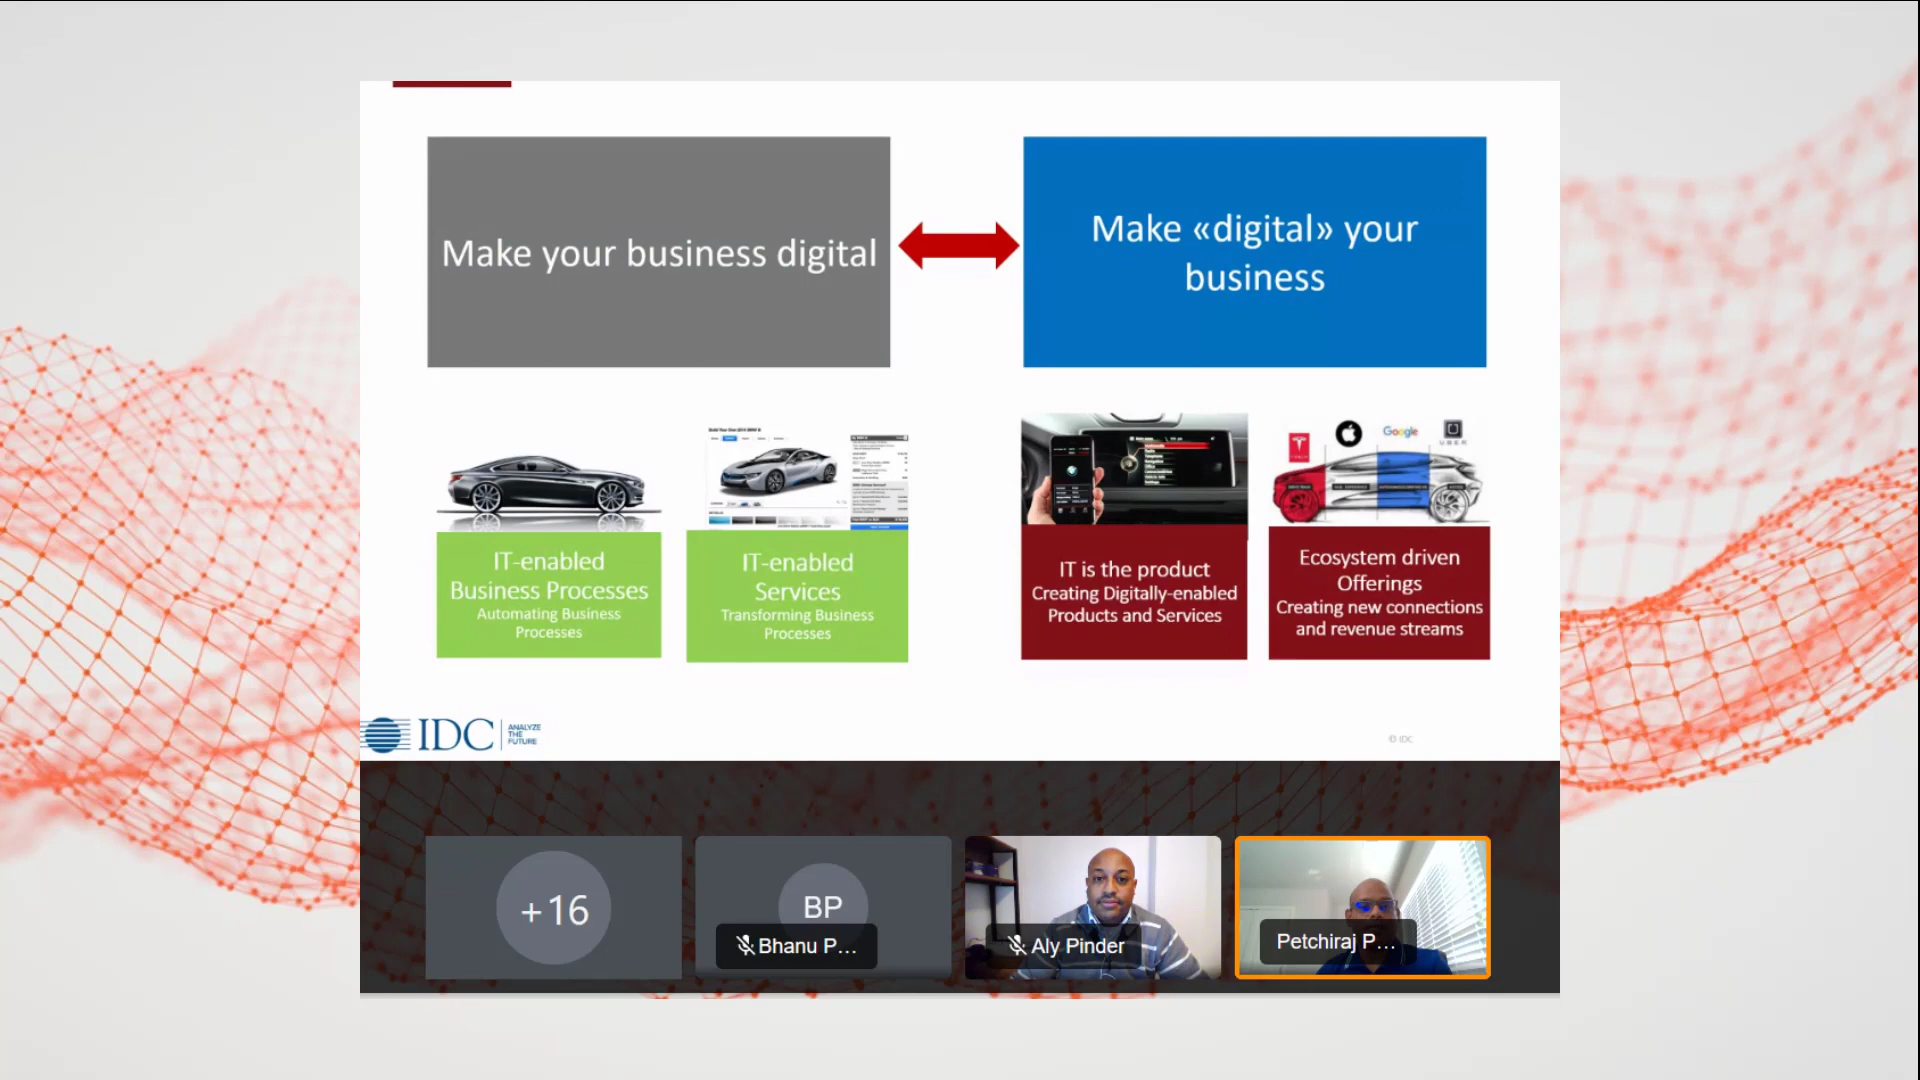 Make your business digital
Make «digital» your
business
Google
UBER
IT-enabled
Business Processes
Automating Business
Processes
IT-enabled
Services
Transforming Business
Processes
IT is the product
Creating Digitally-enabled
Products and Services
Ecosystem driven
Offerings
Creating new connections
and revenue streams
IDC
ANALYZE
THE
FUTURE
© IDC
+16
BP
Bhanu P...
Aly Pinder
Petchiraj P...